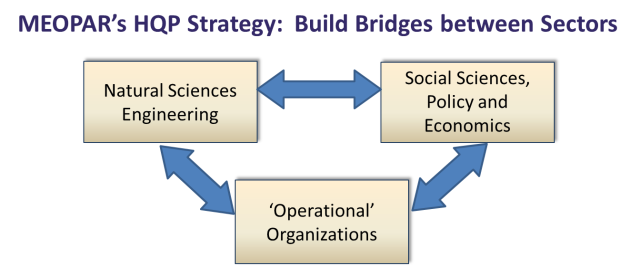 MEOPAR's HQP Strategy:  Build Bridges between Sectors
Natural Sciences
Engineering
Social Sciences,
Policy and
Economics
'Operational'
Organizations